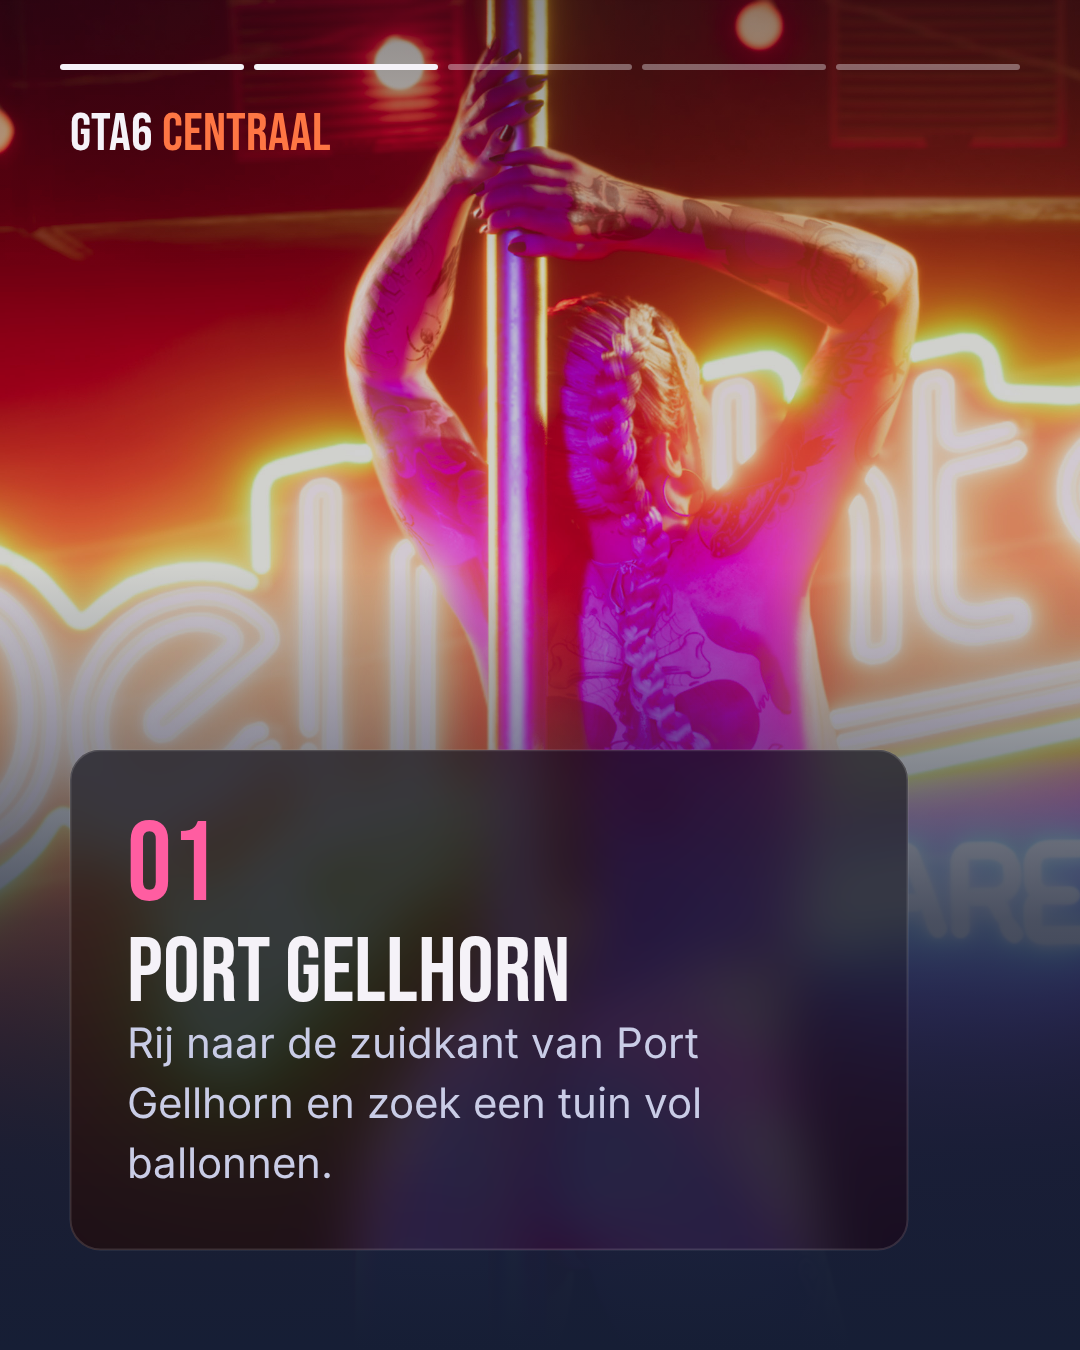 GTA6 CENTRAAL
01
PORT GELLHORN
Rij naar de zuidkant van Port
Gellhorn en zoek een tuin vol
ballonnen.